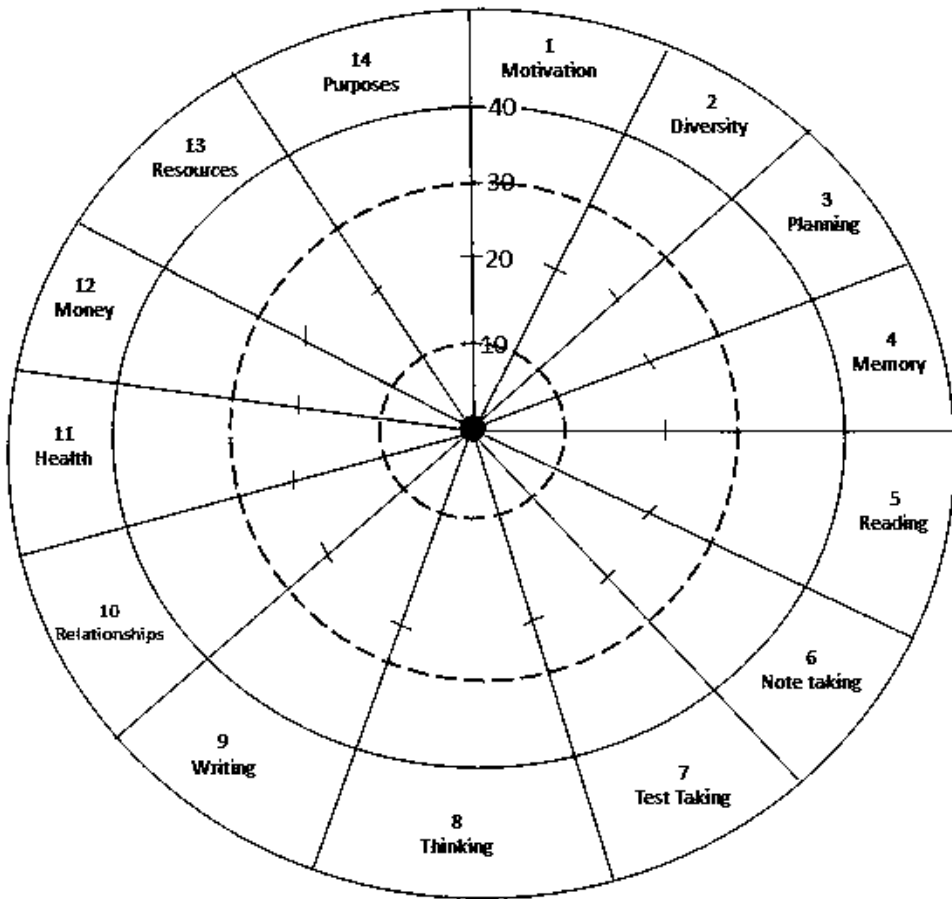 1
Motivation
2
Diversity
3
Planning
4
Memory
5
Reading
6
Note taking
7
Test Taking
8
Thinking
9
Writing
10
Relationships
11
Health
12
Money
13
Resources
14
Purposes
40
30
20
10